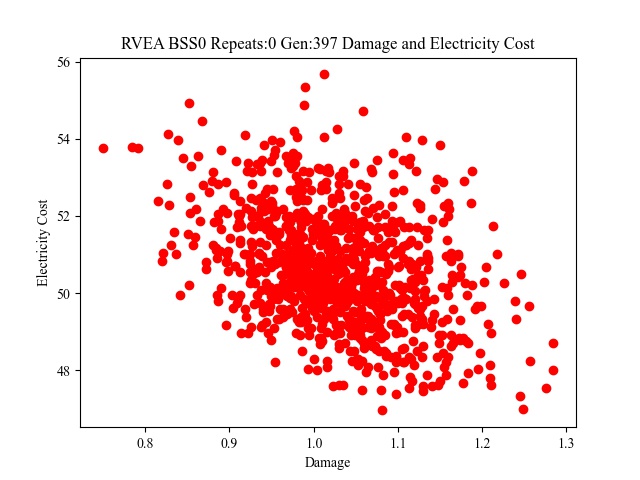 RVEA BSS0 Repeats:0 Gen:397 Damage and Electricity Cost
56
54
52
50
48
Electricity Cost
0.8 0.9 1.0 1.1 1.2 1.3
Damage